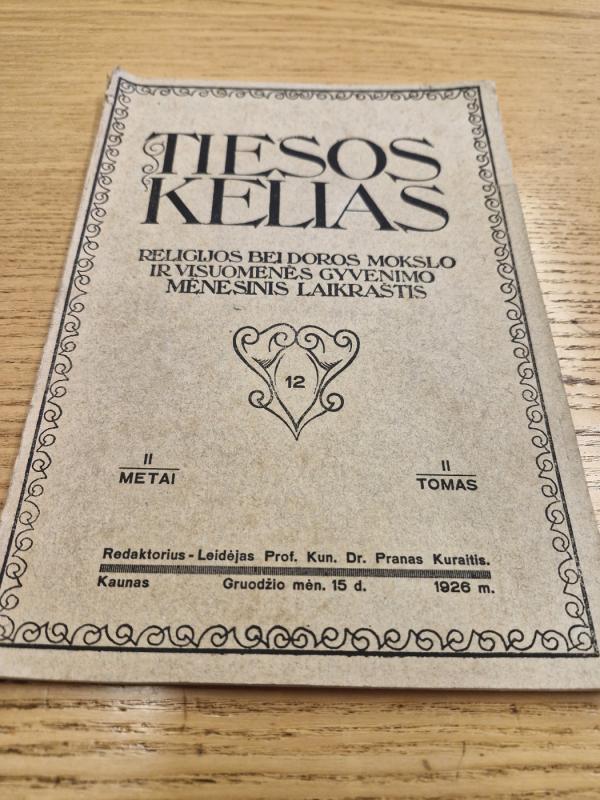 TIESOS
KELIAS
RELIGIJOS BEI DOROS MOKSLO
IR VISUOMENĖS GYVENIMO
MĖNESINIS LAIKRAŠTIS
12
II
METAI
II
TOMAS
Redaktorius - Leidėjas Prof. Kun. Dr. Pranas Kuraitis.
Kaunas Gruodžio mėn. 15 d. 1926 m.